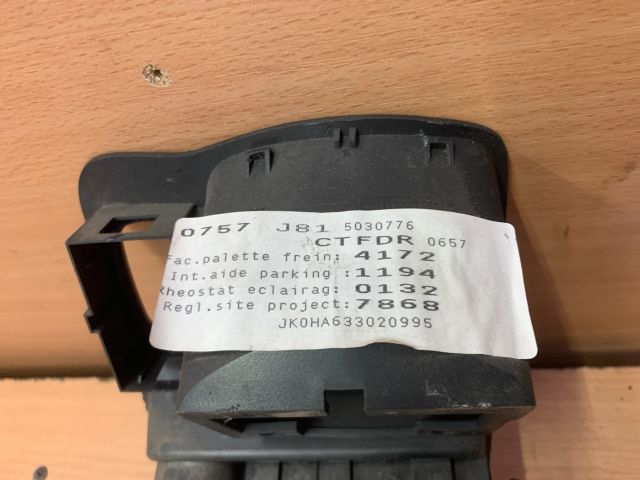 0757 J81 5030776
CTFDR 0657
Fac.palette frein: 4172
Int.aide parking :1194
Rheostat eclairag: 0132
Regl.site project: 7868
JK0HA633020995